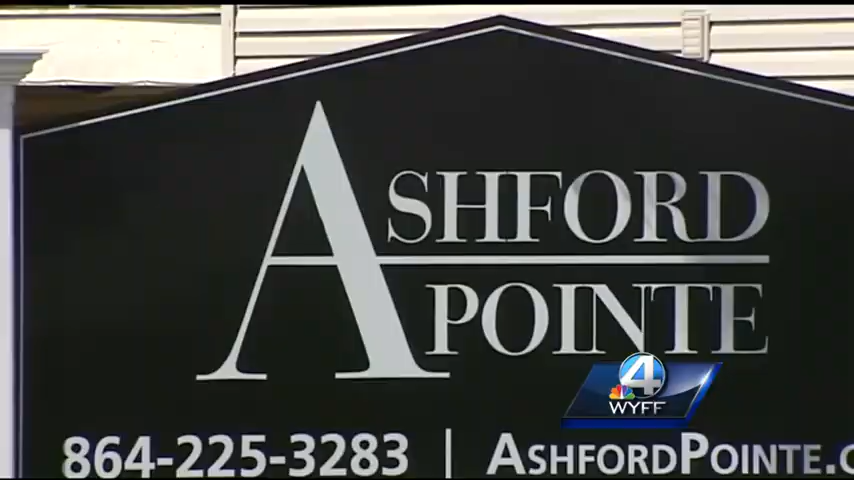 ASHFORD
POINTE
4
WYFF
864-225-3283 | ASHFORDPOINTE.C